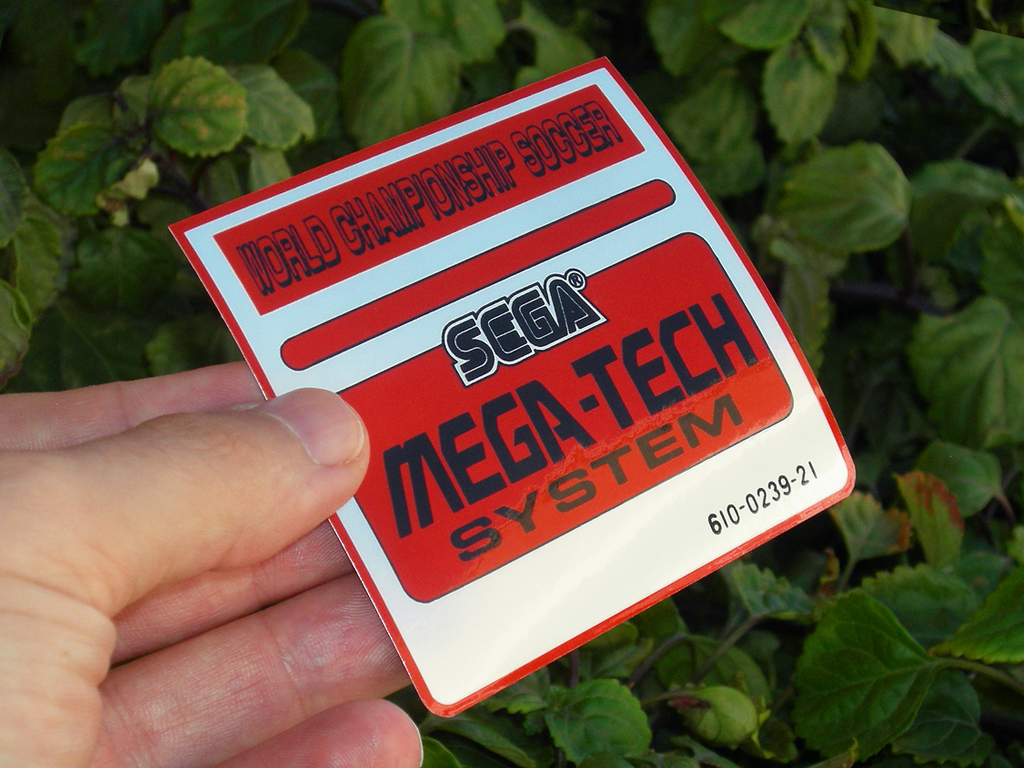 WORLD CHAMPIONSHIP SOCCER
SEGA®
MEGA-TECH
SYSTEM
610-0239-21